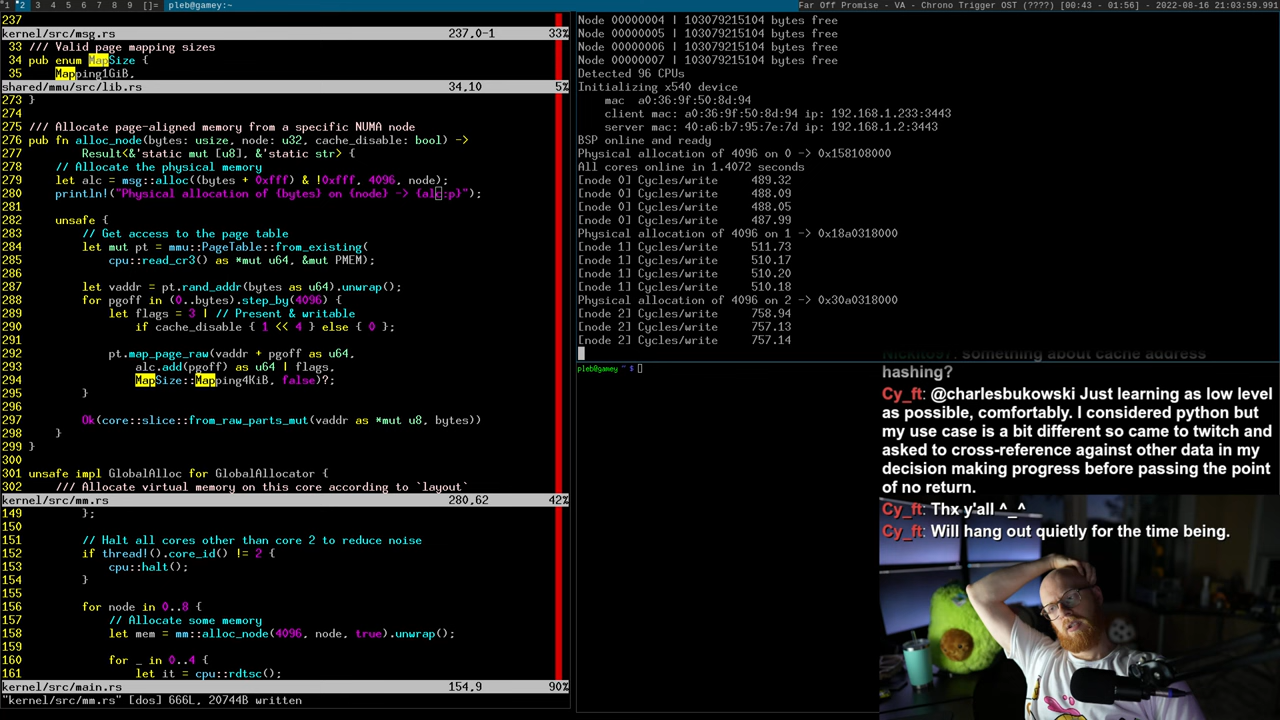 1 2 3 4 5 6 7 8 9 []= pleb@gamey:~ Far Off Promise - VA - Chrono Trigger OST (????) [00:43 - 01:56] - 2022-08-16 21:03:59.991
237
kernel/src/msg.rs 237,0-1 33%
33 /// Valid page mapping sizes
34 pub enum MapSize {
35     Mapping1GiB,
shared/mmu/src/lib.rs 34,10 5%
273 }
274
275 /// Allocate page-aligned memory from a specific NUMA node
276 pub fn alloc_node(bytes: usize, node: u32, cache_disable: bool) ->
277         Result<&'static mut [u8], &'static str> {
278     // Allocate the physical memory
279     let alc = msg::alloc((bytes + 0xfff) & !0xfff, 4096, node);
280     println!("Physical allocation of {bytes} on {node} -> {alc:p}");
281
282     unsafe {
283         // Get access to the page table
284         let mut pt = mmu::PageTable::from_existing(
285             cpu::read_cr3() as *mut u64, &mut PMEM);
286
287         let vaddr = pt.rand_addr(bytes as u64).unwrap();
288         for pgoff in (0..bytes).step_by(4096) {
289             let flags = 3 | // Present & writable
290                 if cache_disable { 1 << 4 } else { 0 };
291
292             pt.map_page_raw(vaddr + pgoff as u64,
293                 alc.add(pgoff) as u64 | flags,
294                 MapSize::Mapping4KiB, false)?;
295         }
296
297         Ok(core::slice::from_raw_parts_mut(vaddr as *mut u8, bytes))
298     }
299 }
300
301 unsafe impl GlobalAlloc for GlobalAllocator {
302     /// Allocate virtual memory on this core according to `layout`
kernel/src/mm.rs 280,62 42%
149         };
150
151         // Halt all cores other than core 2 to reduce noise
152         if thread!().core_id() != 2 {
153             cpu::halt();
154         }
155
156         for node in 0..8 {
157             // Allocate some memory
158             let mem = mm::alloc_node(4096, node, true).unwrap();
159
160             for _ in 0..4 {
161                 let it = cpu::rdtsc();
kernel/src/main.rs 154,9 90%
"kernel/src/mm.rs" [dos] 666L, 20744B written
Node 00000004 | 103079215104 bytes free
Node 00000005 | 103079215104 bytes free
Node 00000006 | 103079215104 bytes free
Node 00000007 | 103079215104 bytes free
Detected 96 CPUs
Initializing x540 device
mac a0:36:9f:50:8d:94
client mac: a0:36:9f:50:8d:94 ip: 192.168.1.233:3443
server mac: 40:a6:b7:95:7e:7d ip: 192.168.1.2:3443
BSP online and ready
Physical allocation of 4096 on 0 -> 0x158108000
All cores online in 1.4072 seconds
[node 0] Cycles/write 489.32
[node 0] Cycles/write 488.09
[node 0] Cycles/write 488.05
[node 0] Cycles/write 487.99
Physical allocation of 4096 on 1 -> 0x18a0318000
[node 1] Cycles/write 511.73
[node 1] Cycles/write 510.17
[node 1] Cycles/write 510.20
[node 1] Cycles/write 510.18
Physical allocation of 4096 on 2 -> 0x30a0318000
[node 2] Cycles/write 758.94
[node 2] Cycles/write 757.13
[node 2] Cycles/write 757.14
pleb@gamey ~ $
something about cache address
hashing?
Cy_ft: @charlesbukowski Just learning as low level
as possible, comfortably. I considered python but
my use case is a bit different so came to twitch and
asked to cross-reference against other data in my
decision making progress before passing the point
of no return.
Cy_ft: Thx y'all ^_^
Cy_ft: Will hang out quietly for the time being.